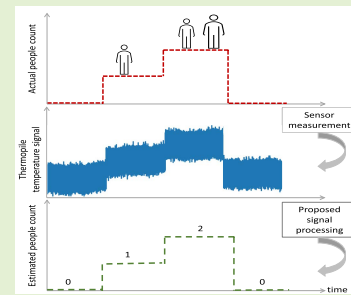 Actual people count
Sensor
measurement
Thermopile
temperature signal
Proposed
signal
processing
Estimated people count
0
1
2
0
time